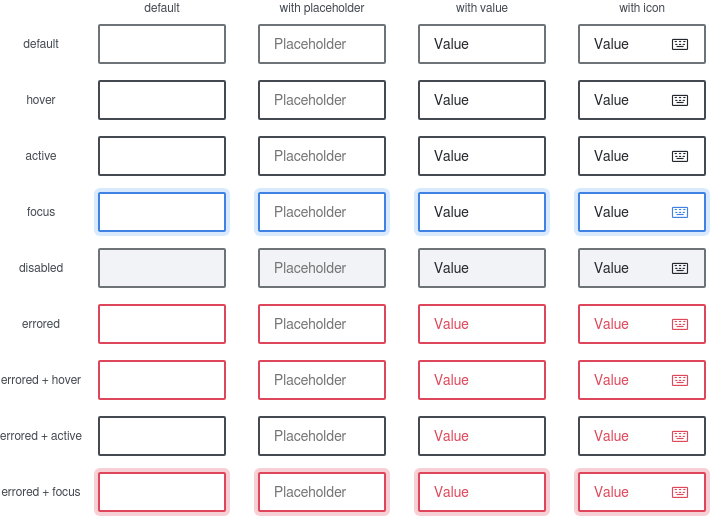 default with placeholder with value with icon
default Placeholder Value Value
hover Placeholder Value Value
active Placeholder Value Value
focus Placeholder Value Value
disabled Placeholder Value Value
errored Placeholder Value Value
errored + hover Placeholder Value Value
errored + active Placeholder Value Value
errored + focus Placeholder Value Value